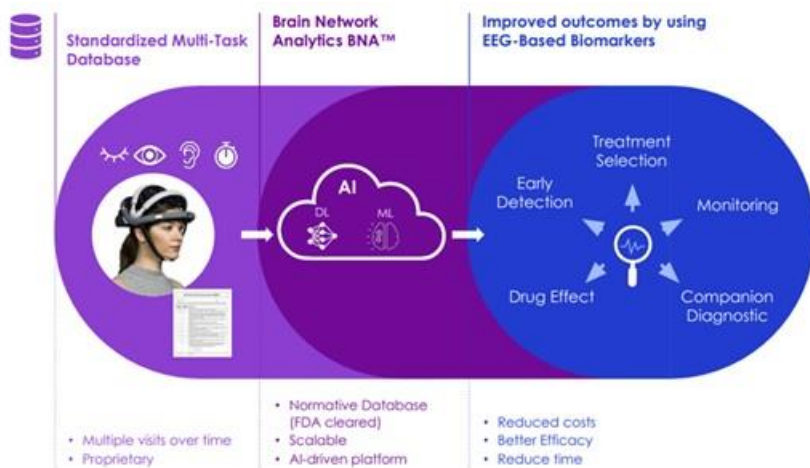 Standardized Multi-Task
Database
Brain Network
Analytics BNA™
Improved outcomes by using
EEG-Based Biomarkers
AI
DL
ML
Treatment
Selection
Early
Detection
Monitoring
Drug Effect
Companion
Diagnostic
• Multiple visits over time
• Proprietary
• Normative Database
(FDA cleared)
• Scalable
• AI-driven platform
• Reduced costs
• Better Efficacy
• Reduce time